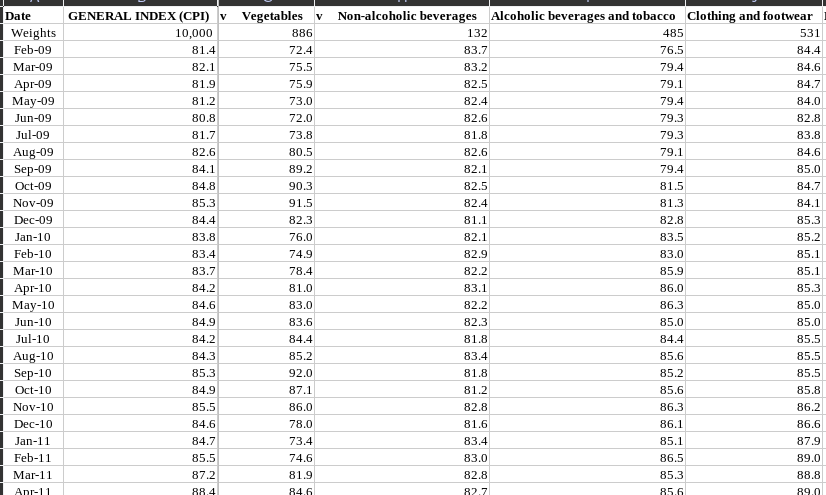 Date GENERAL INDEX (CPI) v Vegetables v Non-alcoholic beverages Alcoholic beverages and tobacco Clothing and footwear
Weights 10,000 886 132 485 531
Feb-09 81.4 72.4 83.7 76.5 84.4
Mar-09 82.1 75.5 83.2 79.4 84.6
Apr-09 81.9 75.9 82.5 79.1 84.7
May-09 81.2 73.0 82.4 79.4 84.0
Jun-09 80.8 72.0 82.6 79.3 82.8
Jul-09 81.7 73.8 81.8 79.3 83.8
Aug-09 82.6 80.5 82.6 79.1 84.6
Sep-09 84.1 89.2 82.1 79.4 85.0
Oct-09 84.8 90.3 82.5 81.5 84.7
Nov-09 85.3 91.5 82.4 81.3 84.1
Dec-09 84.4 82.3 81.1 82.8 85.3
Jan-10 83.8 76.0 82.1 83.5 85.2
Feb-10 83.4 74.9 82.9 83.0 85.1
Mar-10 83.7 78.4 82.2 85.9 85.1
Apr-10 84.2 81.0 83.1 86.0 85.3
May-10 84.6 83.0 82.2 86.3 85.0
Jun-10 84.9 83.6 82.3 85.0 85.0
Jul-10 84.2 84.4 81.8 84.4 85.5
Aug-10 84.3 85.2 83.4 85.6 85.5
Sep-10 85.3 92.0 81.8 85.2 85.5
Oct-10 84.9 87.1 81.2 85.6 85.8
Nov-10 85.5 86.0 82.8 86.3 86.2
Dec-10 84.6 78.0 81.6 86.1 86.6
Jan-11 84.7 73.4 83.4 85.1 87.9
Feb-11 85.5 74.6 83.0 86.5 89.0
Mar-11 87.2 81.9 82.8 85.3 88.8
Apr-11 88.4 84.6 82.7 85.6 89.0